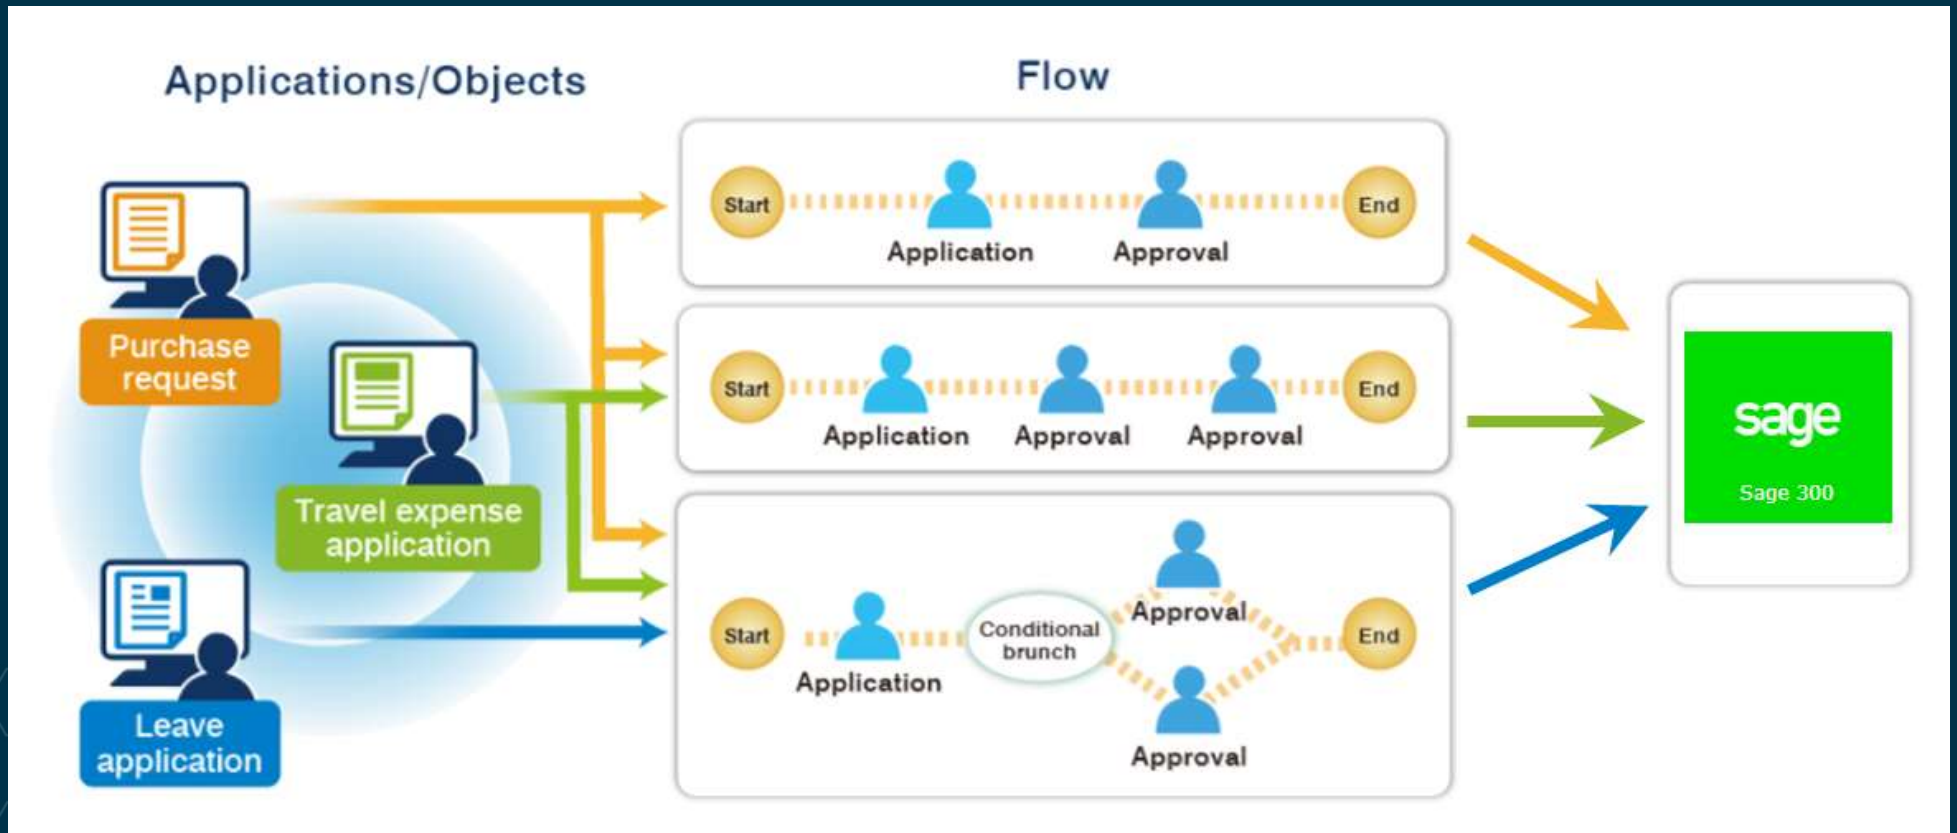 Applications/Objects
Flow
Purchase
request
Travel expense
application
Leave
application
Start
Application
Approval
End
Start
Application
Approval
Approval
End
Start
Application
Conditional
brunch
Approval
Approval
End
sage
Sage 300